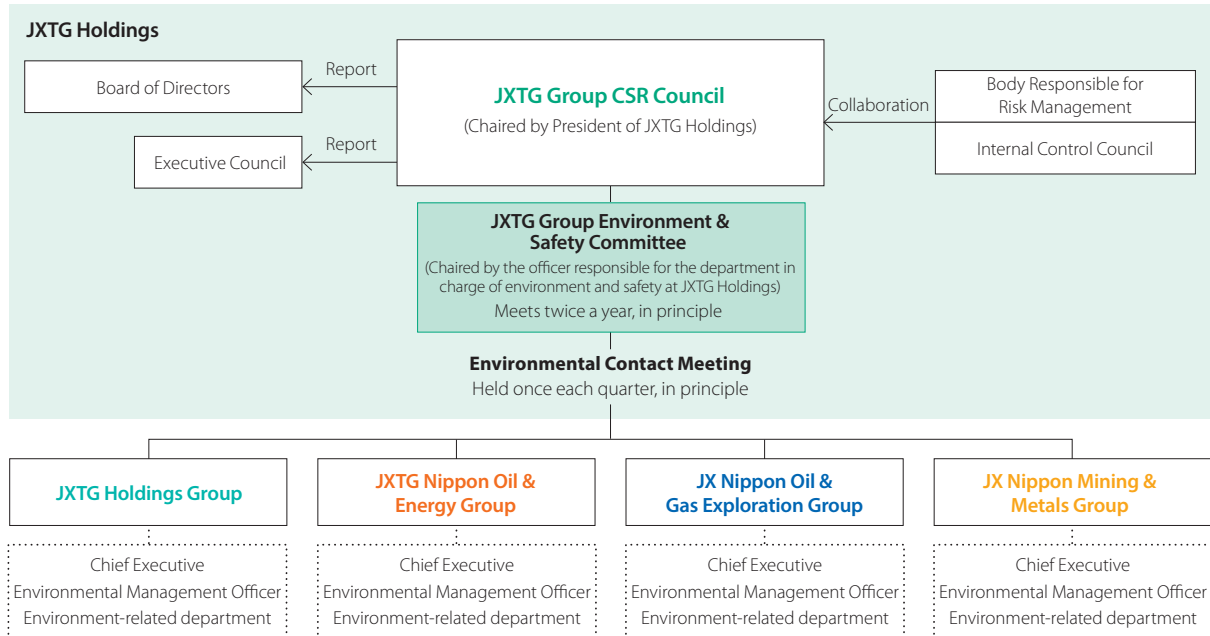 JXTG Holdings
Board of Directors
Report
Executive Council
Report
JXTG Group CSR Council
(Chaired by President of JXTG Holdings)
Collaboration
Body Responsible for
Risk Management
Internal Control Council
JXTG Group Environment &
Safety Committee
(Chaired by the officer responsible for the department in
charge of environment and safety at JXTG Holdings)
Meets twice a year, in principle
Environmental Contact Meeting
Held once each quarter, in principle
JXTG Holdings Group
Chief Executive
Environmental Management Officer
Environment-related department
JXTG Nippon Oil &
Energy Group
Chief Executive
Environmental Management Officer
Environment-related department
JX Nippon Oil &
Gas Exploration Group
Chief Executive
Environmental Management Officer
Environment-related department
JX Nippon Mining &
Metals Group
Chief Executive
Environmental Management Officer
Environment-related department